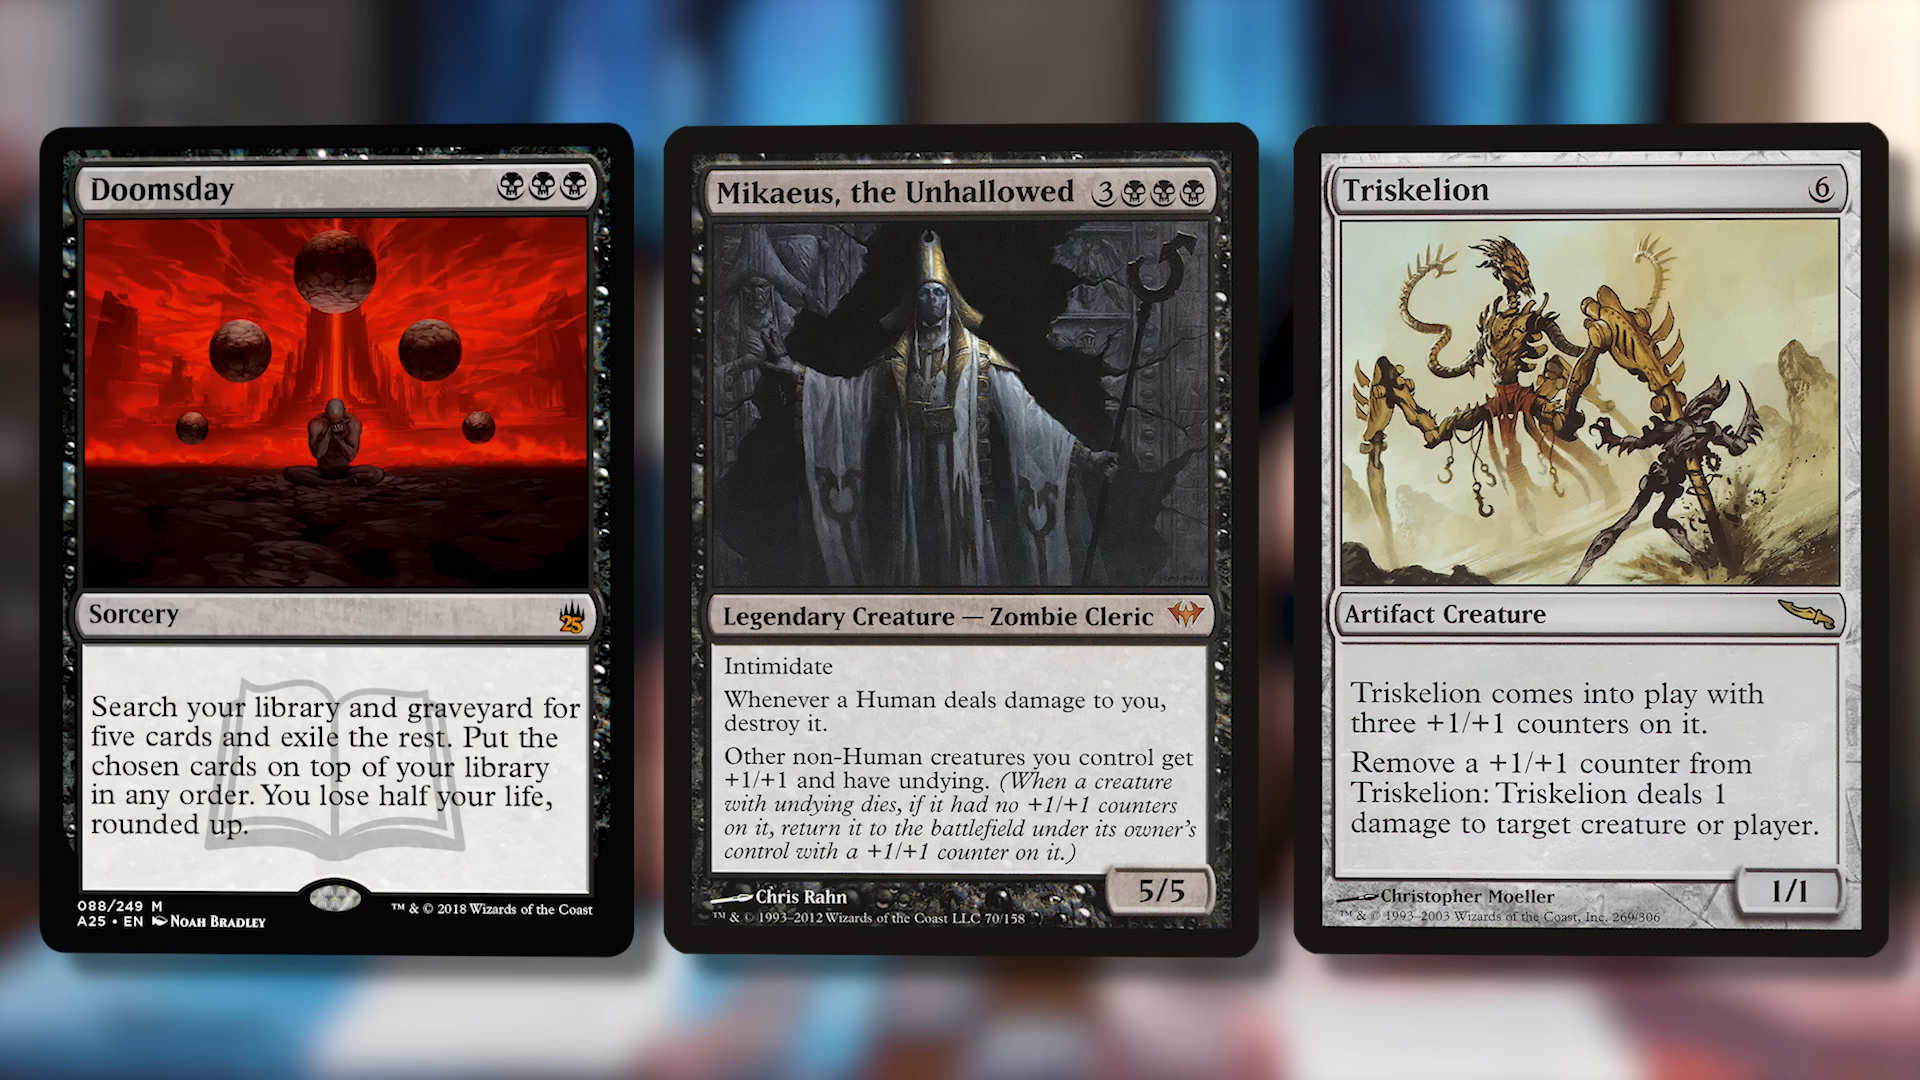 Doomsday
Sorcery
25
Search your library and graveyard for
five cards and exile the rest. Put the
chosen cards on top of your library
in any order. You lose half your life,
rounded up.
088/249 M
A25 • EN Noah Bradley
™ & © 2018 Wizards of the Coast
Mikaeus, the Unhallowed 3
Legendary Creature — Zombie Cleric
Intimidate
Whenever a Human deals damage to you,
destroy it.
Other non-Human creatures you control get
+1/+1 and have undying. (When a creature
with undying dies, if it had no +1/+1 counters
on it, return it to the battlefield under its owner's
control with a +1/+1 counter on it.)
5/5
Chris Rahn
™ & © 1993–2012 Wizards of the Coast LLC 70/158
Triskelion 6
Artifact Creature
Triskelion comes into play with
three +1/+1 counters on it.
Remove a +1/+1 counter from
Triskelion: Triskelion deals 1
damage to target creature or player.
1/1
Christopher Moeller
™ & © 1993–2003 Wizards of the Coast, Inc. 269/306